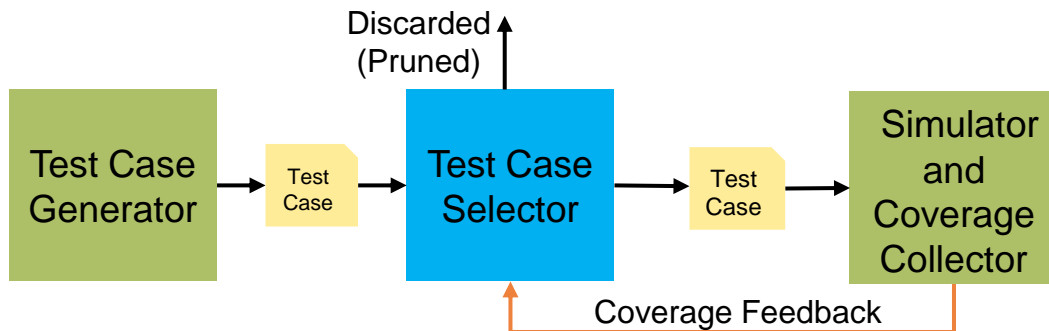 Discarded
(Pruned)
Test Case
Generator
Test
Case
Test Case
Selector
Test
Case
Simulator
and
Coverage
Collector
Coverage Feedback